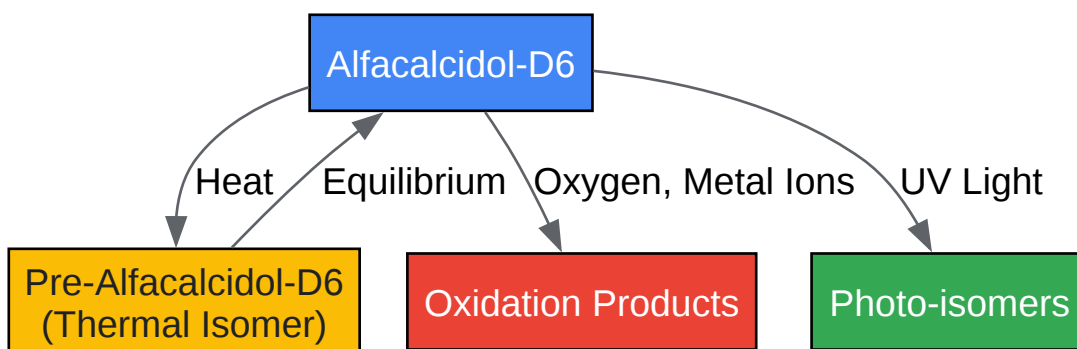 Alfacalcidol-D6
Heat
Equilibrium
Oxygen, Metal Ions
UV Light
Pre-Alfacalcidol-D6
(Thermal Isomer)
Oxidation Products
Photo-isomers